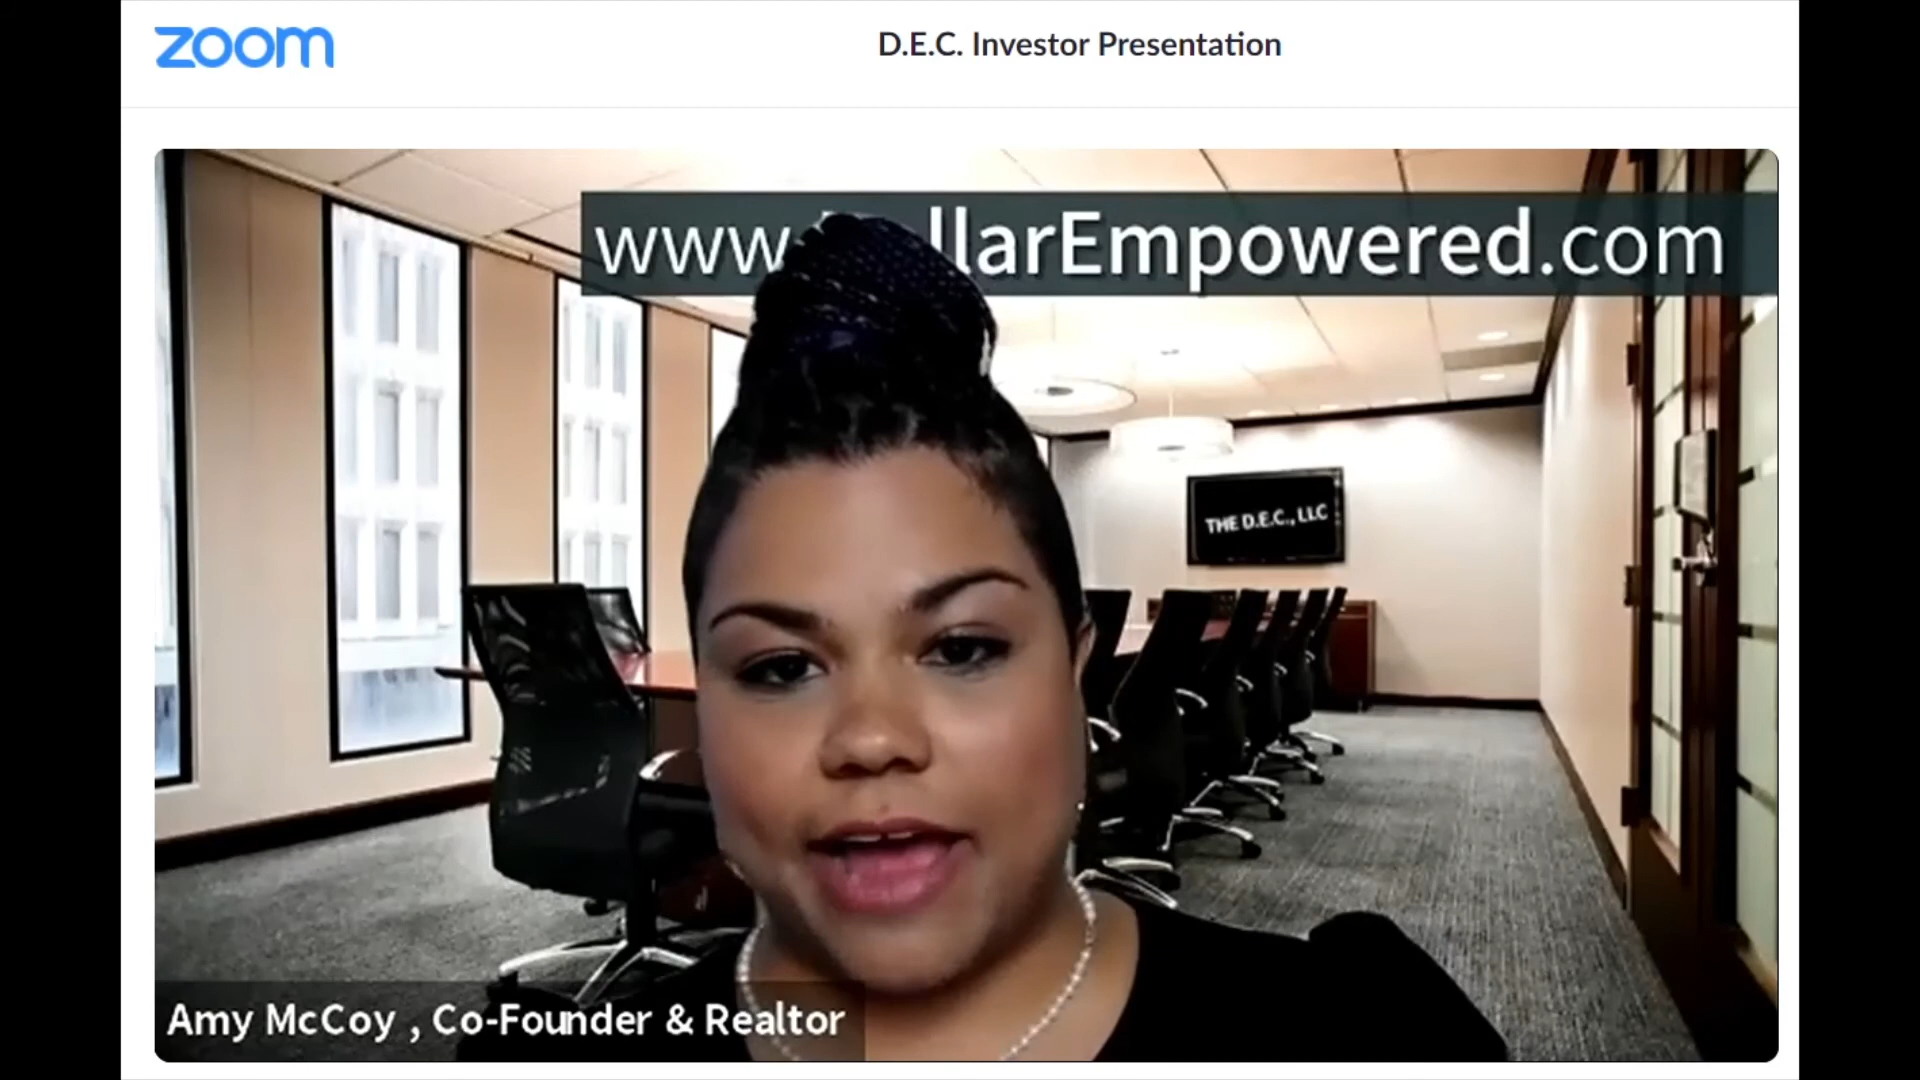 zoom
D.E.C. Investor Presentation
www. llarEmpowered.com
THE D.E.C., LLC
Amy McCoy , Co-Founder & Realtor